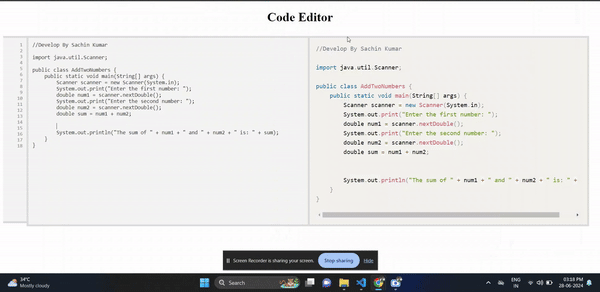 Code Editor
1
2
3
4
5
6
7
8
9
10
11
12
13
14
15
16
17
18
//Develop By Sachin Kumar
import java.util.Scanner;
public class AddTwoNumbers {
public static void main(String[] args) {
Scanner scanner = new Scanner(System.in);
System.out.print("Enter the first number: ");
double num1 = scanner.nextDouble();
System.out.print("Enter the second number: ");
double num2 = scanner.nextDouble();
double sum = num1 + num2;
System.out.println("The sum of " + num1 + " and " + num2 + " is: " + sum);
}
}
//Develop By Sachin Kumar
import java.util.Scanner;
public class AddTwoNumbers {
public static void main(String[] args) {
Scanner scanner = new Scanner(System.in);
System.out.print("Enter the first number: ");
double num1 = scanner.nextDouble();
System.out.print("Enter the second number: ");
double num2 = scanner.nextDouble();
double sum = num1 + num2;
System.out.println("The sum of " + num1 + " and " + num2 + " is: " +
}
}
Screen Recorder is sharing your screen.
Stop sharing
Hide
34°C
Mostly cloudy
Search
ENG
IN
03:18 PM
28-06-2024